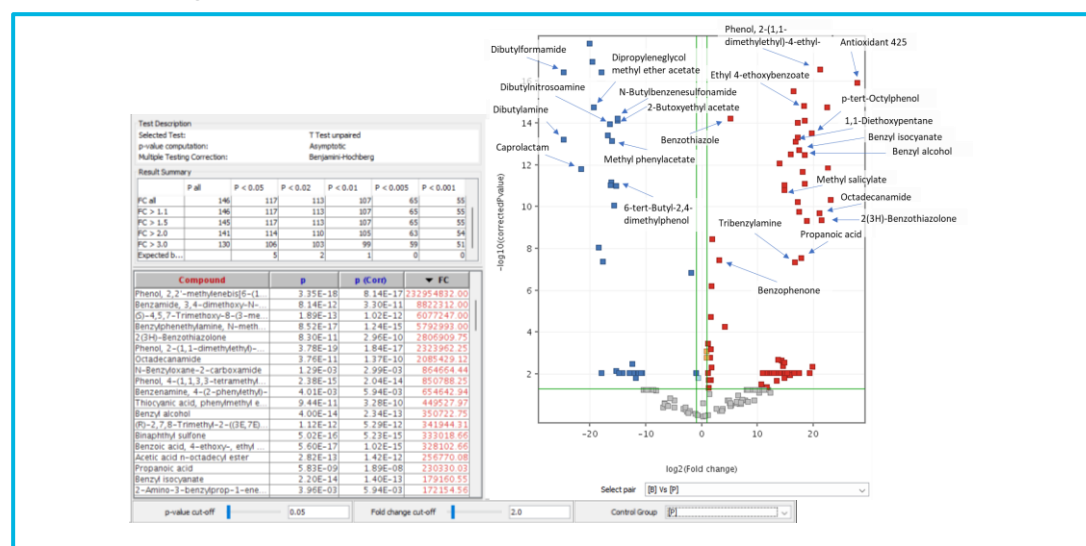 Test Description
Selected Test: T Test unpaired
p-value computation: Asymptotic
Multiple Testing Correction: Benjamini-Hochberg
Result Summary
P all P < 0.05 P < 0.02 P < 0.01 P < 0.005 P < 0.001
FC all 146 117 113 107 65 55
FC > 1.1 146 117 113 107 65 55
FC > 1.5 145 117 113 107 65 55
FC > 2.0 141 114 110 105 63 54
FC > 3.0 130 106 103 99 59 51
Expected b... 5 2 1 0 0
Compound p p (Corr) ▼ FC
Phenol, 2,2'-methylenebis[6-(1... 3.35E-18 8.14E-17 232954832.00
Benzamide, 3,4-dimethoxy-N-... 8.14E-12 3.30E-11 8822312.00
(S)-4,5,7-Trimethoxy-8-(3-me... 1.89E-13 1.02E-12 6077247.00
Benzylphenethylamine, N-meth... 8.52E-17 1.24E-15 5792993.00
2(3H)-Benzothiazolone 8.30E-11 2.96E-10 2806909.75
Phenol, 2-(1,1-dimethylethyl)-... 3.78E-19 1.84E-17 2323962.25
Octadecanamide 3.76E-11 1.37E-10 2085429.12
N-Benzyloxane-2-carboxamide 1.29E-03 2.99E-03 864664.44
Phenol, 4-(1,1,3,3-tetramethyl... 2.38E-15 2.04E-14 850788.25
Benzenamine, 4-(2-phenylethyl)- 4.01E-03 5.94E-03 654642.94
Thiocyanic acid, phenylmethyl e... 9.44E-11 3.28E-10 449527.97
Benzyl alcohol 4.00E-14 2.34E-13 350722.75
(R)-2,7,8-Trimethyl-2-((3E,7E)... 1.12E-12 5.29E-12 341944.31
Binaphthyl sulfone 5.02E-16 5.23E-15 333018.66
Benzoic acid, 4-ethoxy-, ethyl ... 5.60E-17 1.02E-15 328102.66
Acetic acid n-octadecyl ester 2.82E-13 1.42E-12 256770.08
Propanoic acid 5.83E-09 1.89E-08 230330.03
Benzyl isocyanate 2.20E-14 1.40E-13 179160.55
2-Amino-3-benzylprop-1-ene... 3.96E-03 5.94E-03 172154.56
p-value cut-off 0.05 Fold change cut-off 2.0 Control Group [P]
Dibutylformamide
Dipropyleneglycol
methyl ether acetate
Dibutylnitrosoamine
N-Butylbenzenesulfonamide
2-Butoxyethyl acetate
Dibutylamine
Caprolactam
Methyl phenylacetate
6-tert-Butyl-2,4-
dimethylphenol
Phenol, 2-(1,1-
dimethylethyl)-4-ethyl-
Antioxidant 425
Ethyl 4-ethoxybenzoate
p-tert-Octylphenol
1,1-Diethoxypentane
Benzothiazole
Benzyl isocyanate
Benzyl alcohol
Methyl salicylate
Octadecanamide
2(3H)-Benzothiazolone
Tribenzylamine
Propanoic acid
Benzophenone
-log10(correctedPvalue)
16
14
12
10
8
6
4
2
0
-20 -10 0 10 20
log2(Fold change)
Select pair [B] Vs [P]